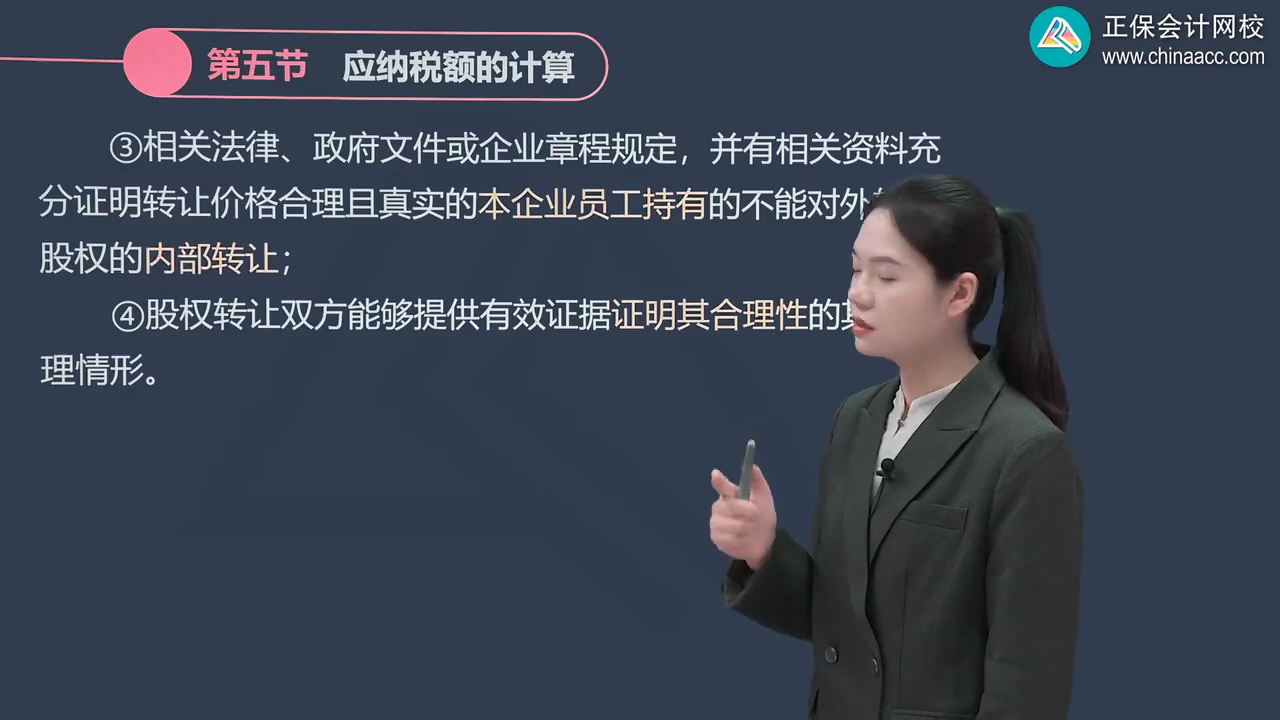 第五节 应纳税额的计算
正保会计网校
www.chinaacc.com
③相关法律、政府文件或企业章程规定，并有相关资料充
分证明转让价格合理且真实的本企业员工持有的不能对外
股权的内部转让；
④股权转让双方能够提供有效证据证明其合理性的
理情形。